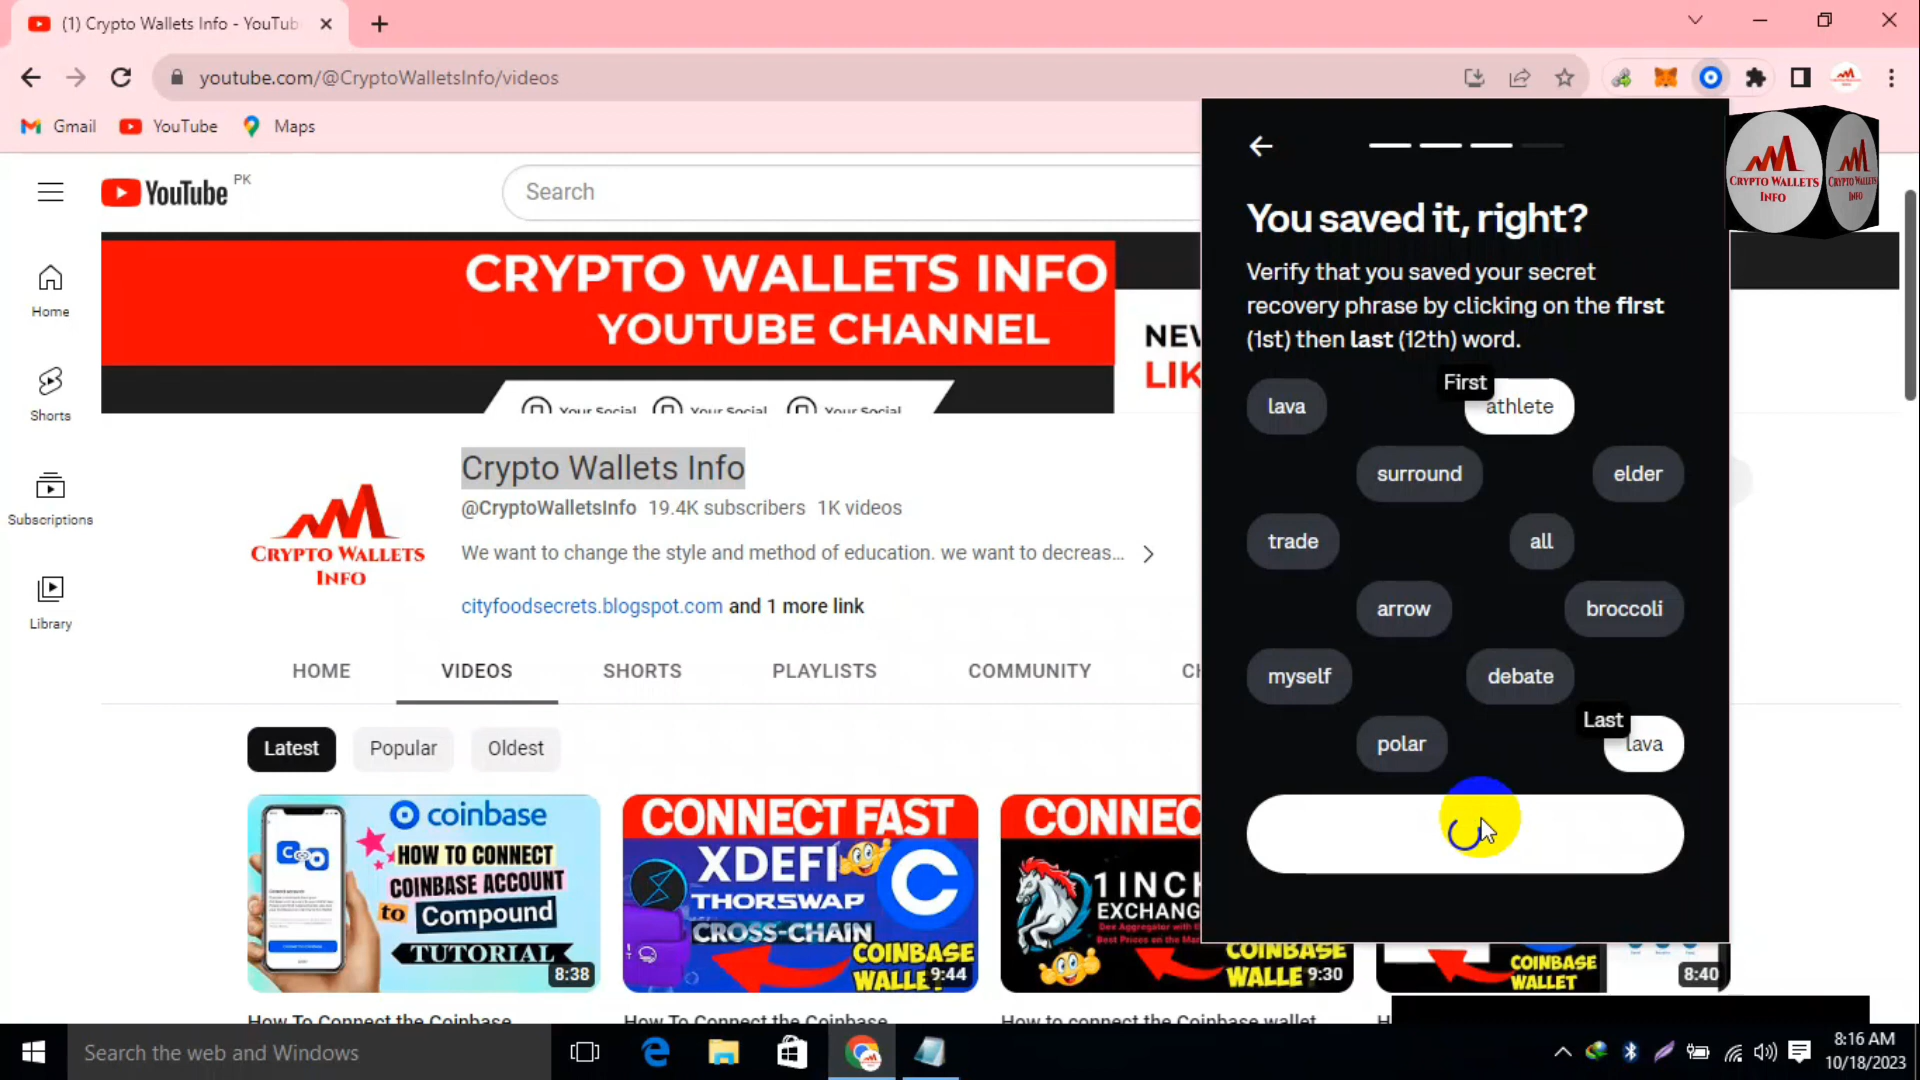 (1) Crypto Wallets Info - YouTub
youtube.com/@CryptoWalletsInfo/videos
Gmail
YouTube
Maps
YouTube PK
Search
Home
Shorts
Subscriptions
Library
CRYPTO WALLETS INFO
YOUTUBE CHANNEL
NEW
LIK
Your Social
Your Social
Your Social
CRYPTO WALLETS
INFO
Crypto Wallets Info
@CryptoWalletsInfo 19.4K subscribers 1K videos
We want to change the style and method of education. we want to decreas...
cityfoodsecrets.blogspot.com and 1 more link
HOME
VIDEOS
SHORTS
PLAYLISTS
COMMUNITY
CH
Latest
Popular
Oldest
coinbase
HOW TO CONNECT
COINBASE ACCOUNT
to Compound
TUTORIAL
8:38
CONNECT FAST
XDEFI
THORSWAP
CROSS-CHAIN
COINBASE
WALLET
9:44
CONNEC
1INCH
EXCHANG
COINBASE
WALLE
9:30
COINBASE
WALLET
8:40
How To Connect the Coinbase
How To Connect the Coinbase
How to connect the Coinbase wallet
H
You saved it, right?
Verify that you saved your secret
recovery phrase by clicking on the first
(1st) then last (12th) word.
lava
First
athlete
surround
elder
trade
all
arrow
broccoli
myself
debate
Last
polar
lava
CRYPTO WALLETS
INFO
CRYPTO WALLETS
INFO
Search the web and Windows
8:16 AM
10/18/2023